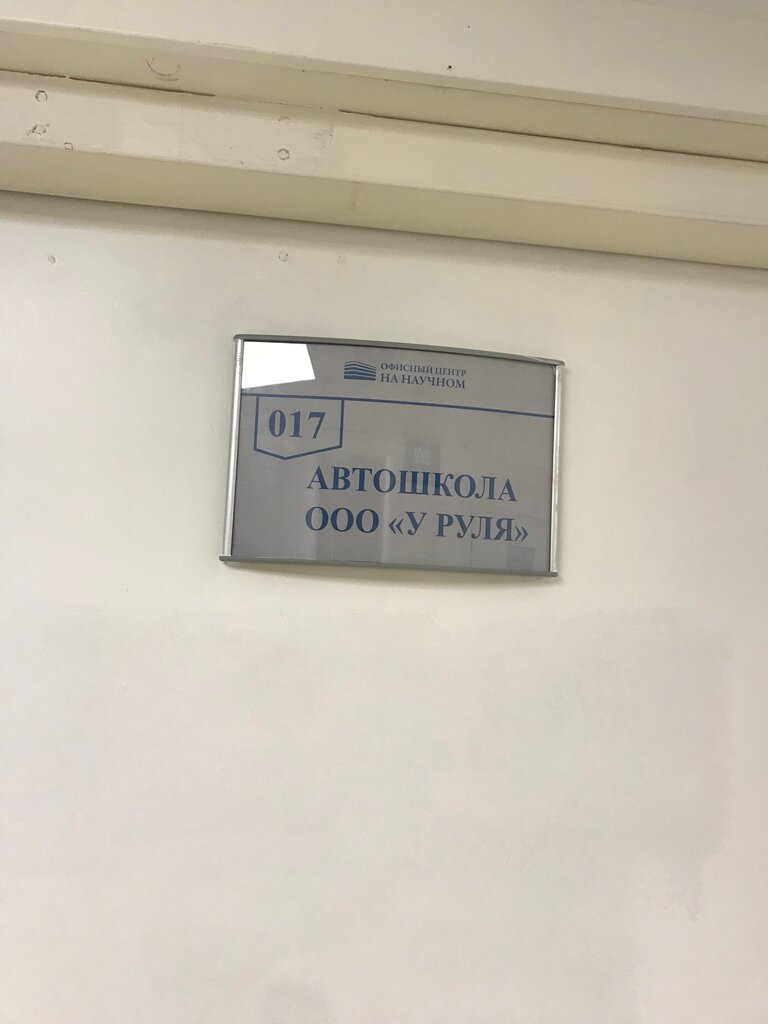 ОФИСНЫЙ ЦЕНТР
НА НАУЧНОМ
017
АВТОШКОЛА
ООО «У РУЛЯ»